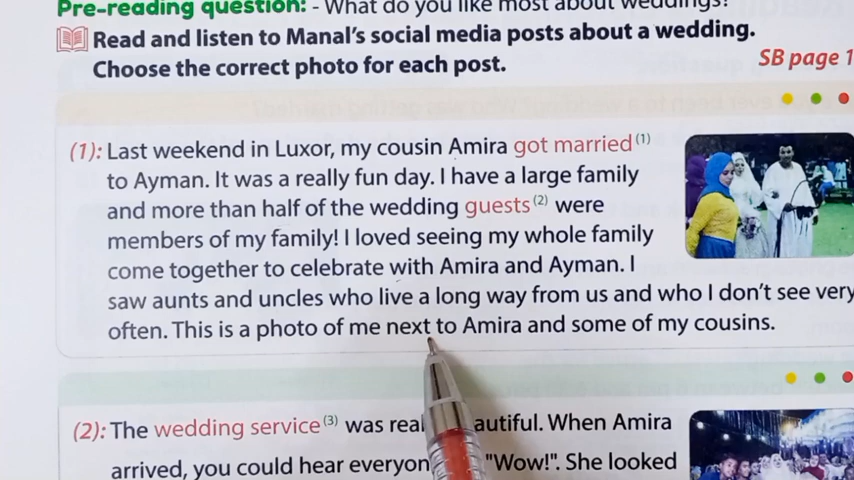 Pre-reading question: - What do you like most about weddings?
Read and listen to Manal's social media posts about a wedding.
Choose the correct photo for each post.
SB page 1
(1): Last weekend in Luxor, my cousin Amira got married (1)
to Ayman. It was a really fun day. I have a large family
and more than half of the wedding guests (2) were
members of my family! I loved seeing my whole family
come together to celebrate with Amira and Ayman. I
saw aunts and uncles who live a long way from us and who I don't see very
often. This is a photo of me next to Amira and some of my cousins.
(2): The wedding service (3) was autiful. When Amira
arrived, you could hear "Wow!". She looked